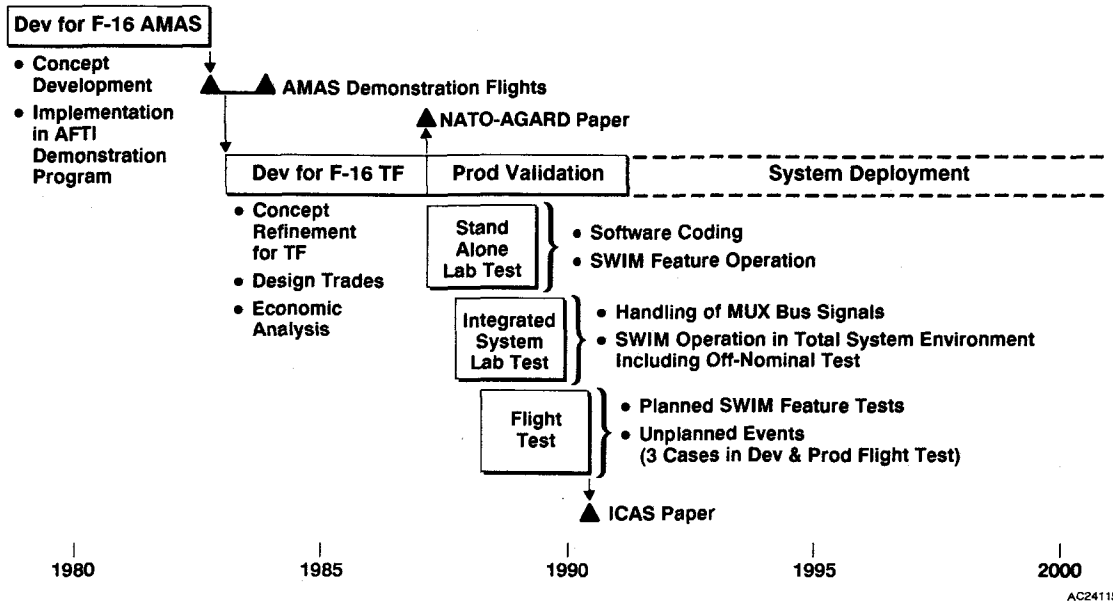 Dev for F-16 AMAS
• Concept
Development
• Implementation
in AFTI
Demonstration
Program
AMAS Demonstration Flights
NATO-AGARD Paper
Dev for F-16 TF
Prod Validation
System Deployment
• Concept
Refinement
for TF
• Design Trades
• Economic
Analysis
Stand
Alone
Lab Test
• Software Coding
• SWIM Feature Operation
Integrated
System
Lab Test
• Handling of MUX Bus Signals
• SWIM Operation in Total System Environment
Including Off-Nominal Test
Flight
Test
• Planned SWIM Feature Tests
• Unplanned Events
(3 Cases in Dev & Prod Flight Test)
ICAS Paper
1980
1985
1990
1995
2000